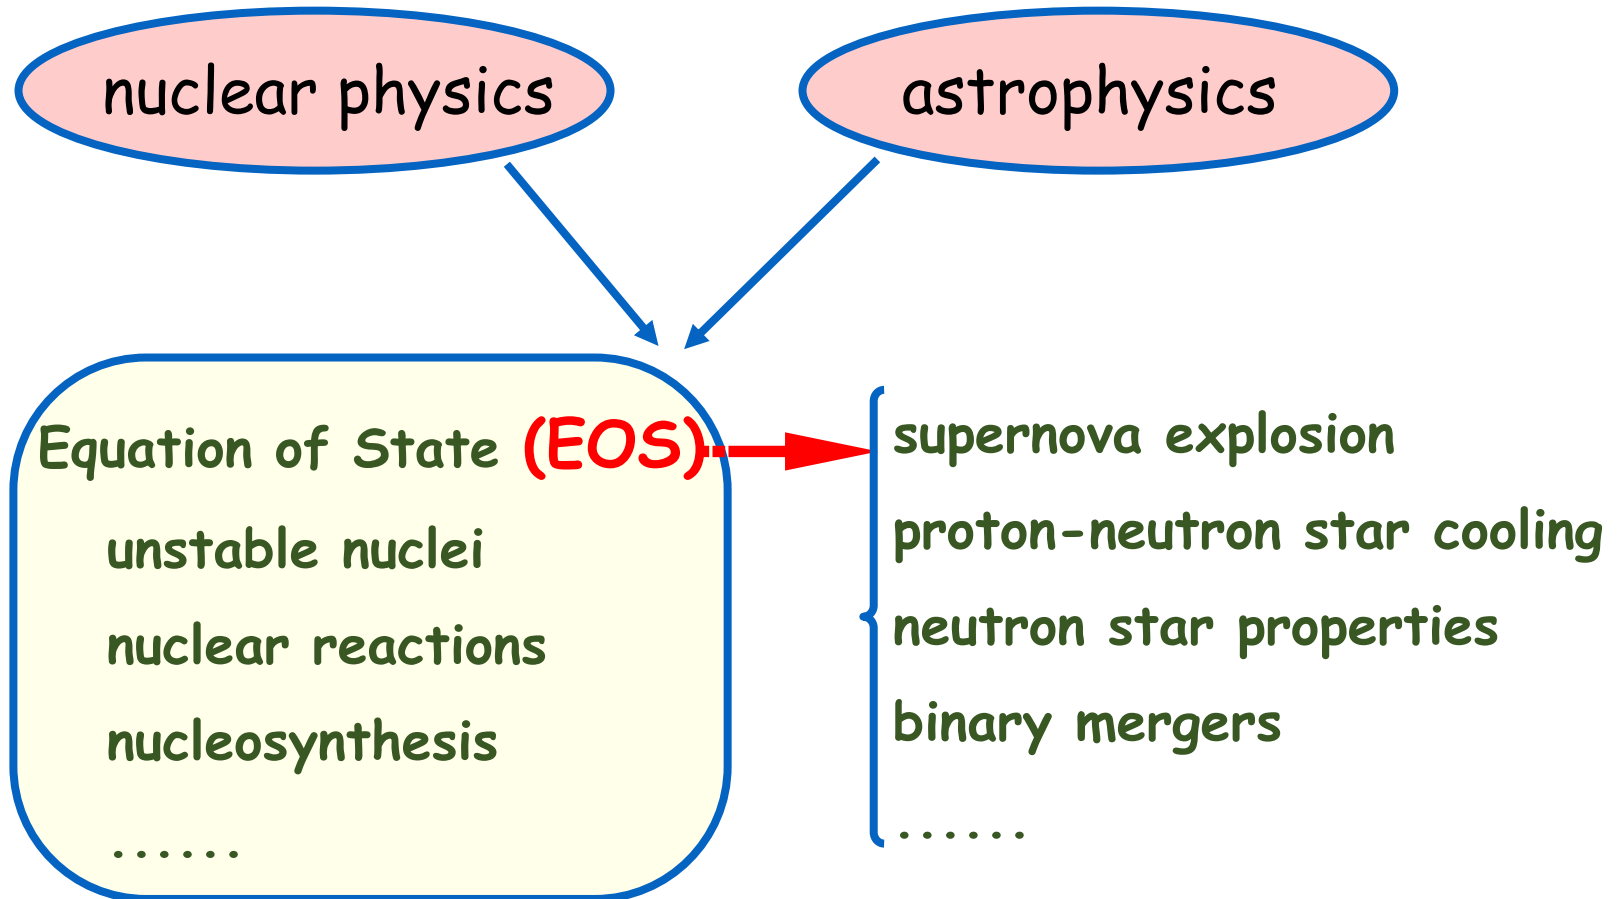 nuclear physics
astrophysics
Equation of State (EOS)
unstable nuclei
nuclear reactions
nucleosynthesis
......
supernova explosion
proton-neutron star cooling
neutron star properties
binary mergers
......